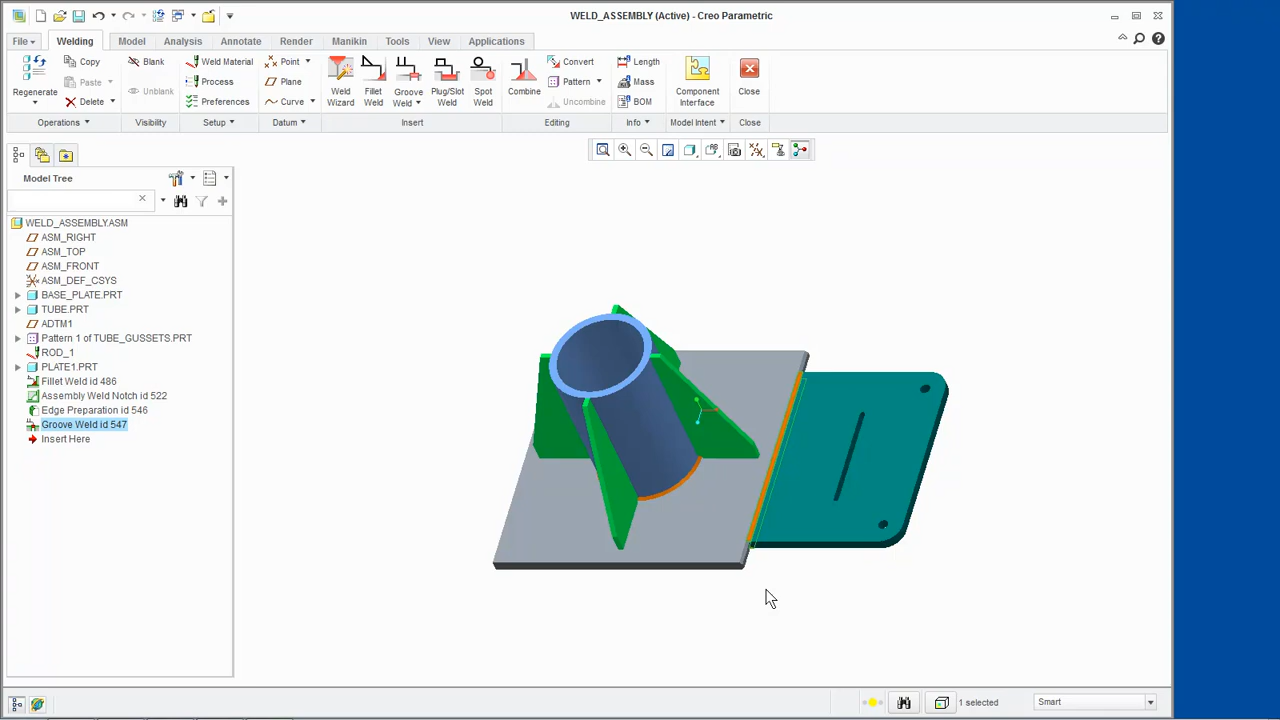 WELD_ASSEMBLY (Active) - Creo Parametric
File Welding Model Analysis Annotate Render Manikin Tools View Applications
Regenerate
Copy
Paste
Delete
Blank
Unblank
Weld Material
Process
Preferences
Point
Plane
Curve
Weld Wizard
Fillet Weld
Groove Weld
Plug/Slot Weld
Spot Weld
Combine
Convert
Pattern
Uncombine
Length
Mass
BOM
Component Interface
Close
Operations Visibility Setup Datum Insert Editing Info Model Intent Close
Model Tree
WELD_ASSEMBLY.ASM
ASM_RIGHT
ASM_TOP
ASM_FRONT
ASM_DEF_CSYS
BASE_PLATE.PRT
TUBE.PRT
ADTM1
Pattern 1 of TUBE_GUSSETS.PRT
ROD_1
PLATE1.PRT
Fillet Weld id 486
Assembly Weld Notch id 522
Edge Preparation id 546
Groove Weld id 547
Insert Here
1 selected
Smart